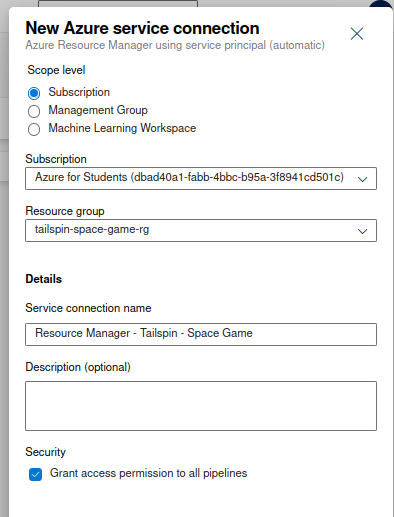 New Azure service connection
Azure Resource Manager using service principal (automatic)
Scope level
Subscription
Management Group
Machine Learning Workspace
Subscription
Azure for Students (dbad40a1-fabb-4bbc-b95a-3f8941cd501c)
Resource group
tailspin-space-game-rg
Details
Service connection name
Resource Manager - Tailspin - Space Game
Description (optional)
Security
Grant access permission to all pipelines